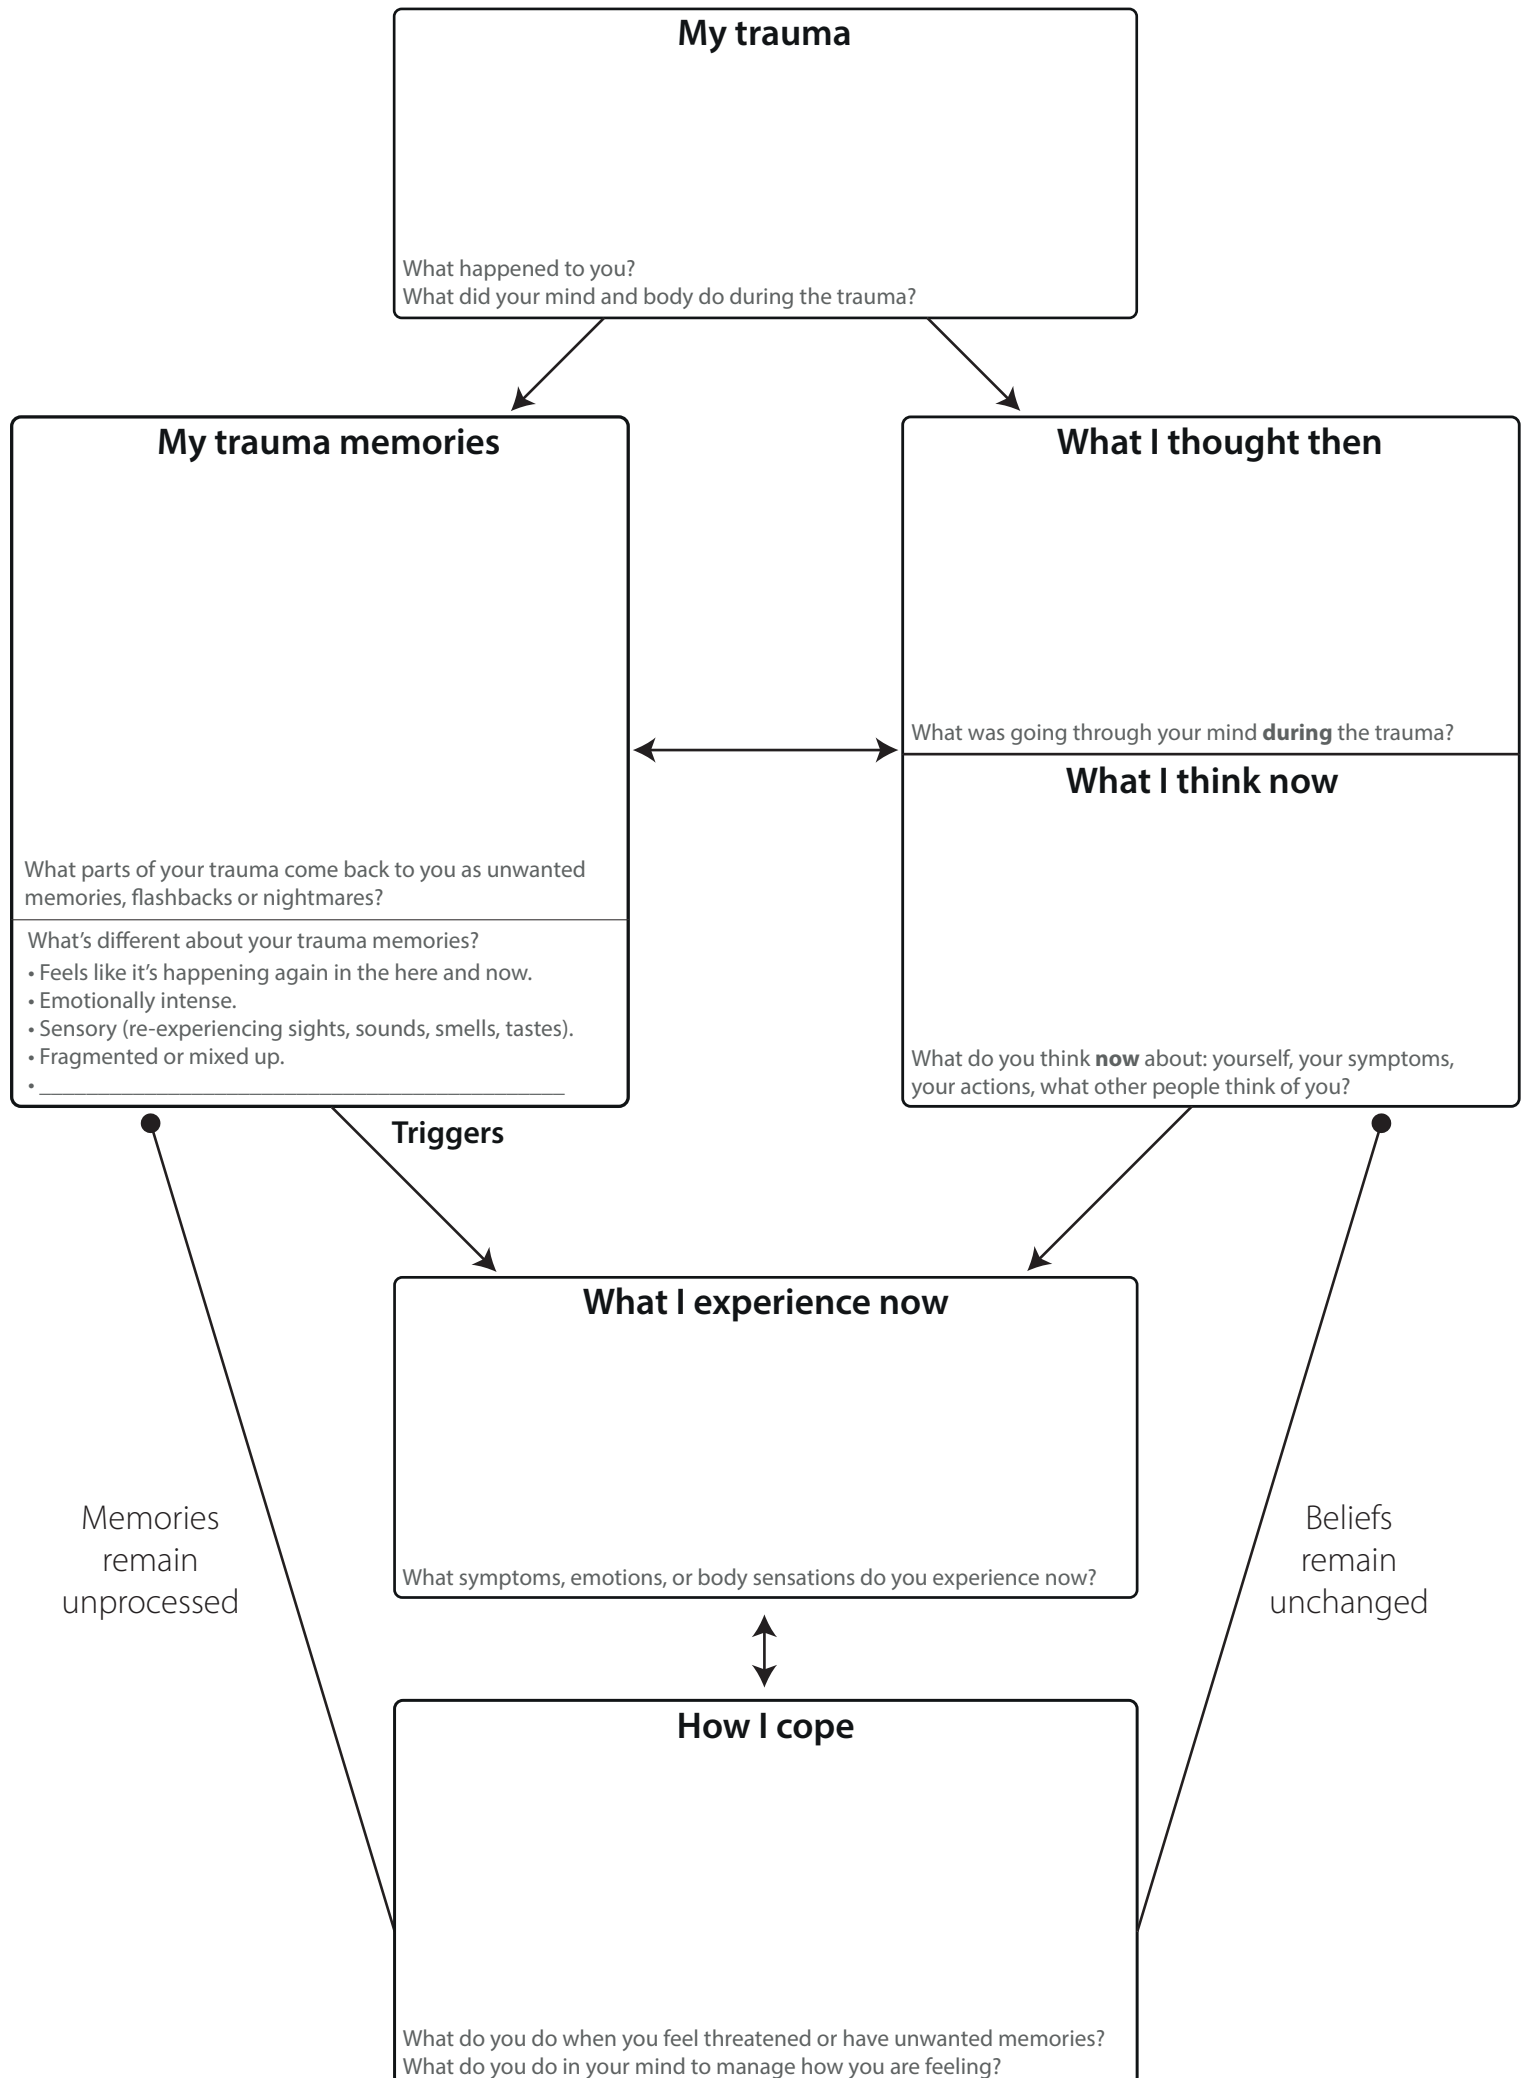 My trauma
What happened to you?
What did your mind and body do during the trauma?
My trauma memories
What parts of your trauma come back to you as unwanted
memories, flashbacks or nightmares?
What's different about your trauma memories?
• Feels like it's happening again in the here and now.
• Emotionally intense.
• Sensory (re-experiencing sights, sounds, smells, tastes).
• Fragmented or mixed up.
• ______________________________________________
What I thought then
What was going through your mind during the trauma?
What I think now
What do you think now about: yourself, your symptoms,
your actions, what other people think of you?
Triggers
What I experience now
What symptoms, emotions, or body sensations do you experience now?
Memories
remain
unprocessed
Beliefs
remain
unchanged
How I cope
What do you do when you feel threatened or have unwanted memories?
What do you do in your mind to manage how you are feeling?